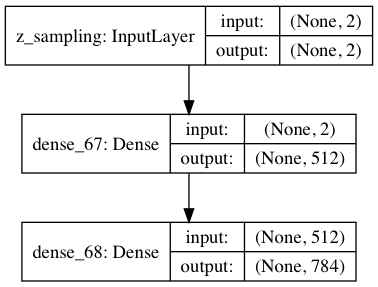 z_sampling: InputLayer
input: (None, 2)
output: (None, 2)
dense_67: Dense
input: (None, 2)
output: (None, 512)
dense_68: Dense
input: (None, 512)
output: (None, 784)